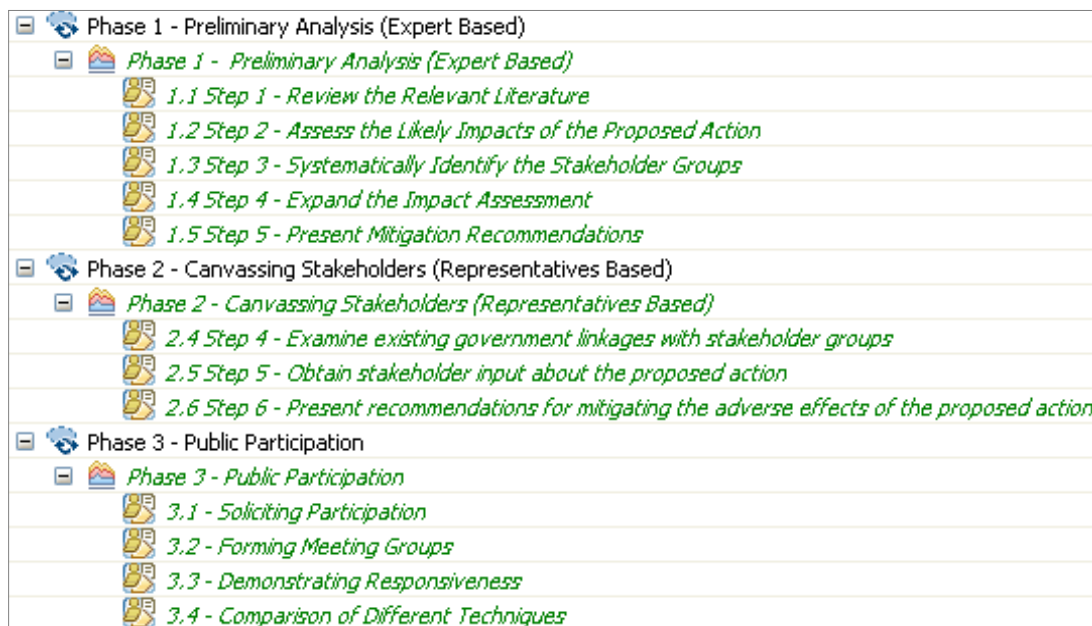 Phase 1 - Preliminary Analysis (Expert Based)
Phase 1 - Preliminary Analysis (Expert Based)
1.1 Step 1 - Review the Relevant Literature
1.2 Step 2 - Assess the Likely Impacts of the Proposed Action
1.3 Step 3 - Systematically Identify the Stakeholder Groups
1.4 Step 4 - Expand the Impact Assessment
1.5 Step 5 - Present Mitigation Recommendations
Phase 2 - Canvassing Stakeholders (Representatives Based)
Phase 2 - Canvassing Stakeholders (Representatives Based)
2.4 Step 4 - Examine existing government linkages with stakeholder groups
2.5 Step 5 - Obtain stakeholder input about the proposed action
2.6 Step 6 - Present recommendations for mitigating the adverse effects of the proposed action
Phase 3 - Public Participation
Phase 3 - Public Participation
3.1 - Soliciting Participation
3.2 - Forming Meeting Groups
3.3 - Demonstrating Responsiveness
3.4 - Comparison of Different Techniques